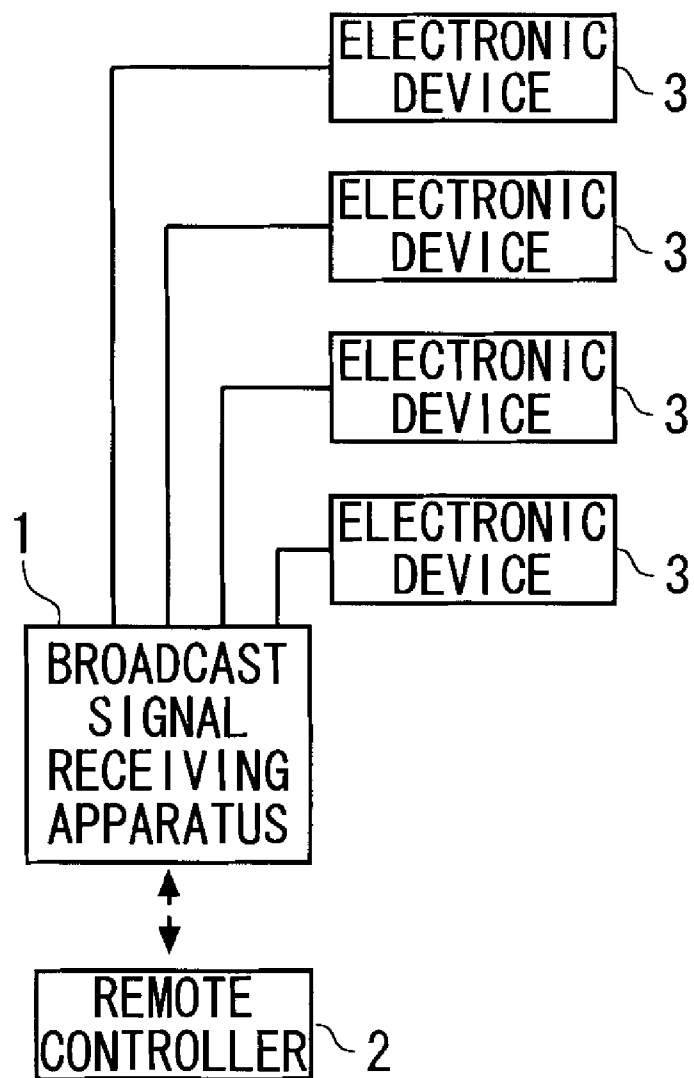 ELECTRONIC
DEVICE
3
ELECTRONIC
DEVICE
3
ELECTRONIC
DEVICE
3
ELECTRONIC
DEVICE
3
1
BROADCAST
SIGNAL
RECEIVING
APPARATUS
REMOTE
CONTROLLER
2